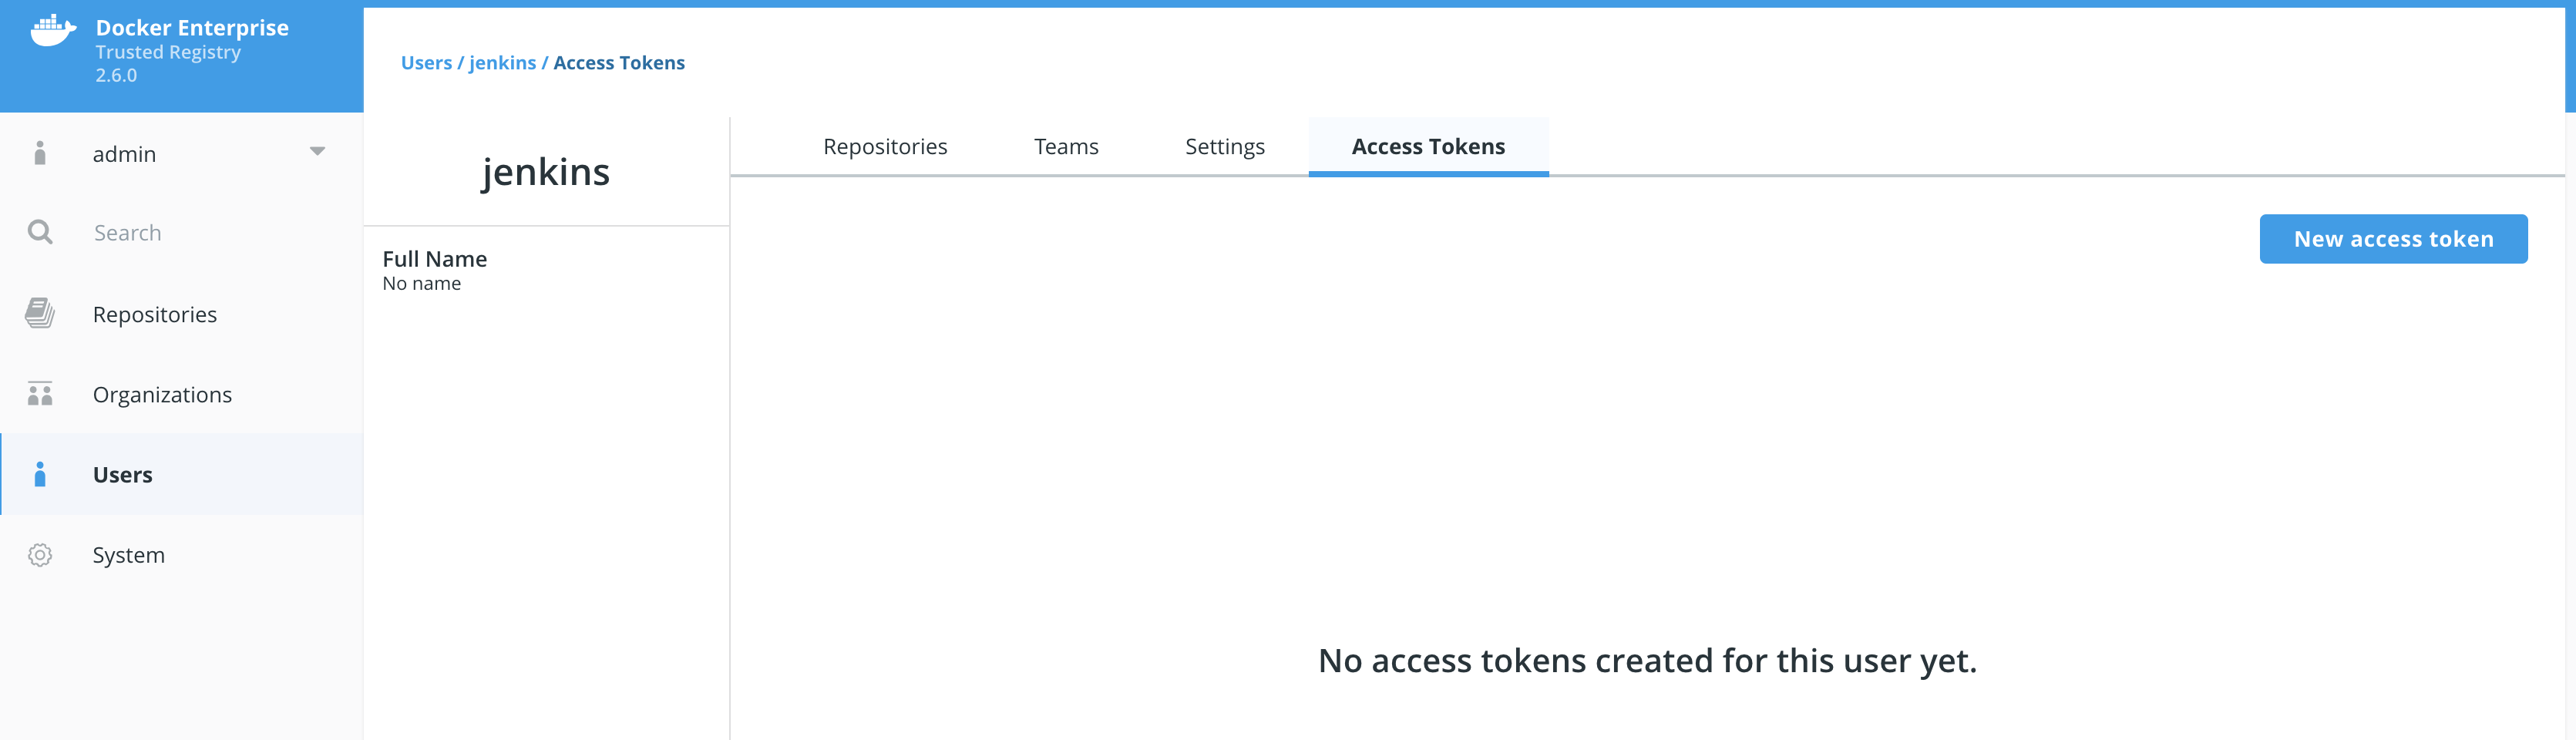 Docker Enterprise
Trusted Registry
2.6.0
admin
Search
Repositories
Organizations
Users
System
Users / jenkins / Access Tokens
jenkins
Full Name
No name
Repositories
Teams
Settings
Access Tokens
New access token
No access tokens created for this user yet.